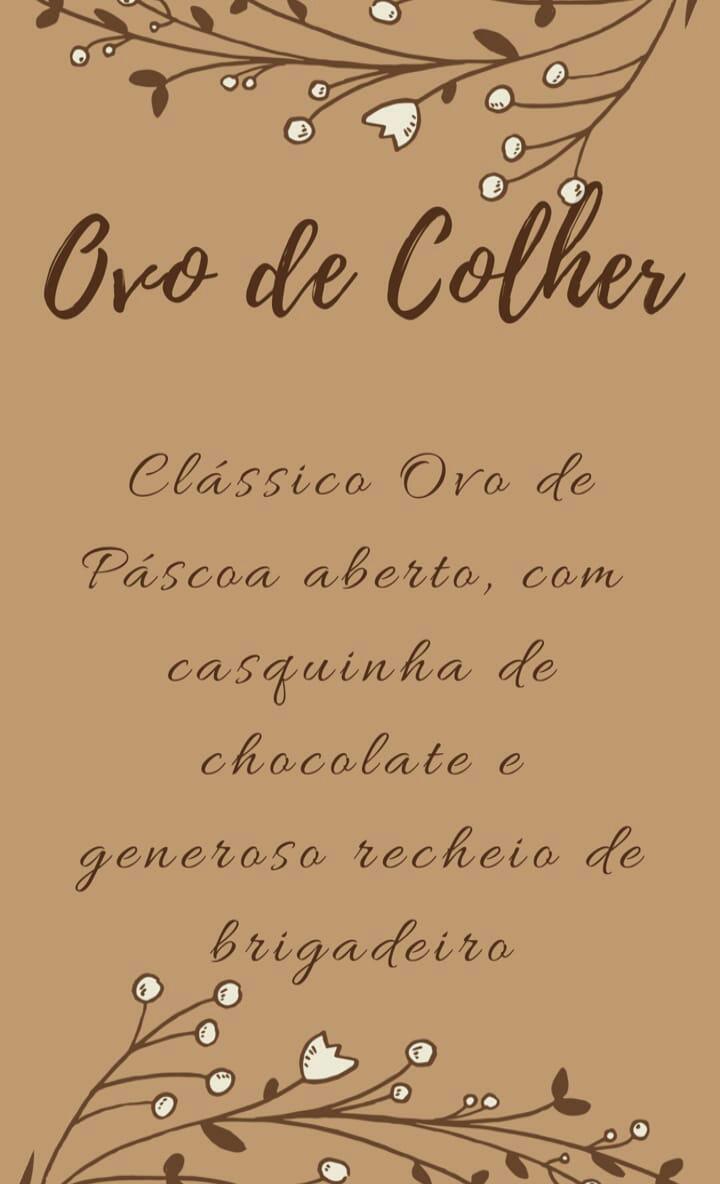 Ovo de Colher
Clássico Ovo de
Páscoa aberto, com
casquinha de
chocolate e
generoso recheio de
brigadeiro